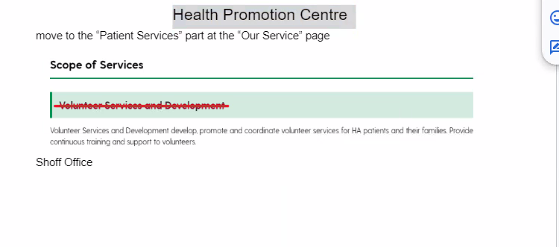 Health Promotion Centre
move to the “Patient Services” part at the “Our Service” page
Scope of Services
Volunteer Services and Development
Volunteer Services and Development develop, promote and coordinate volunteer services for HA patients and their families. Provide
continuous training and support to volunteers.
Shoff Office